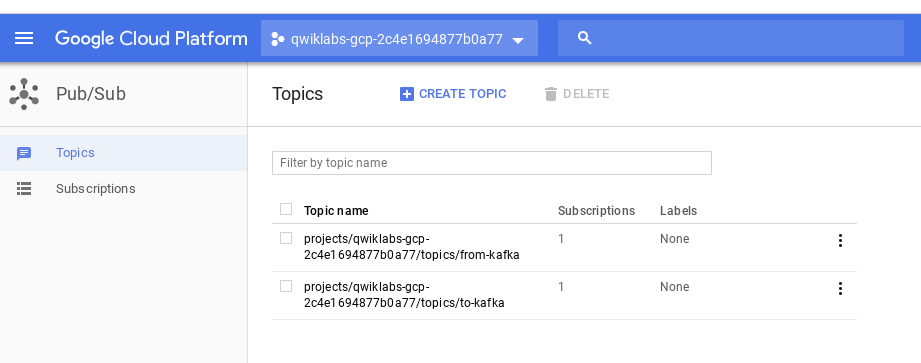 Google Cloud Platform
qwiklabs-gcp-2c4e1694877b0a77
Pub/Sub
Topics
CREATE TOPIC
DELETE
Topics
Subscriptions
Filter by topic name
Topic name
Subscriptions
Labels
projects/qwiklabs-gcp-
2c4e1694877b0a77/topics/from-kafka
1
None
projects/qwiklabs-gcp-
2c4e1694877b0a77/topics/to-kafka
1
None